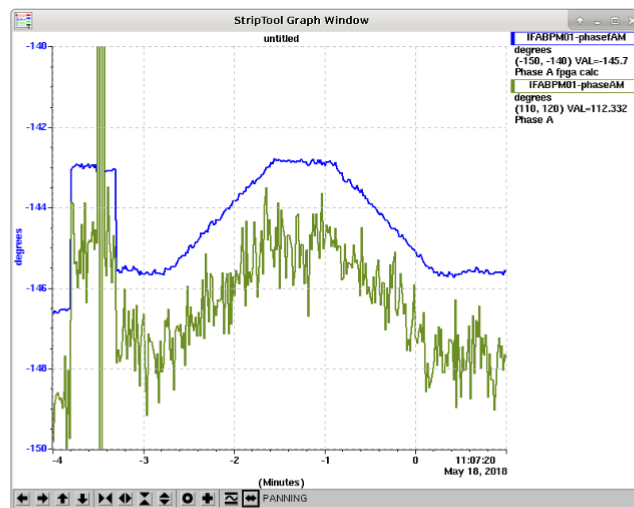 StripTool Graph Window
untitled
IFABPM01-phasefAM
degrees
(-150, -140) VAL=-145.7
Phase A fpga calc
IFABPM01-phaseAM
degrees
(110, 120) VAL=112.332
Phase A
-140
-142
-144
-146
-148
-150
degrees
-4
-3
-2
-1
0
11:07:20
May 18, 2018
(Minutes)
PANNING